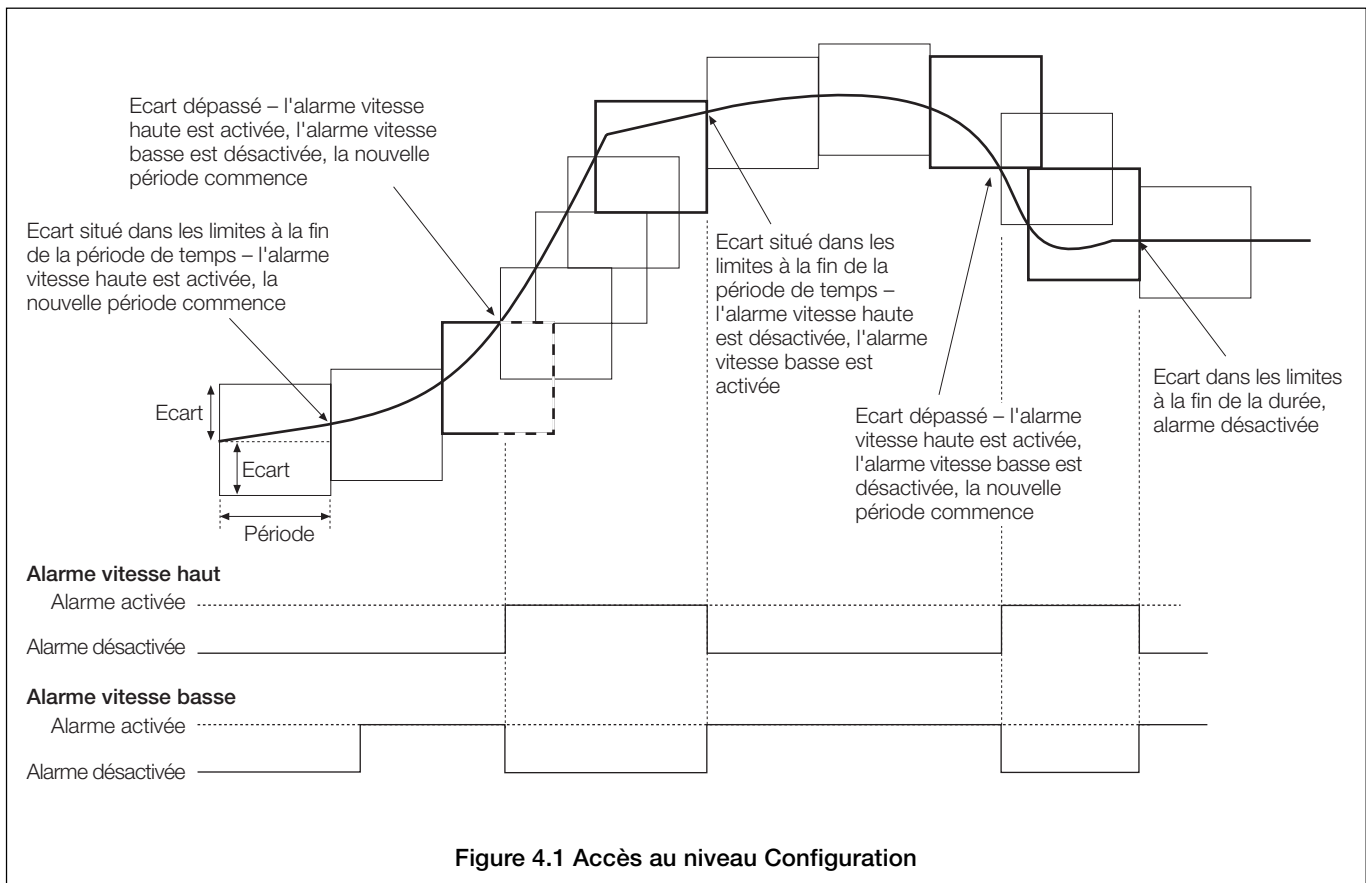 Ecart dépassé – l'alarme vitesse
haute est activée, l'alarme vitesse
basse est désactivée, la nouvelle
période commence
Ecart situé dans les limites à la fin
de la période de temps – l'alarme
vitesse haute est activée, la
nouvelle période commence
Ecart situé dans les
limites à la fin de la
période de temps –
l'alarme vitesse haute
est désactivée, l'alarme
vitesse basse est
activée
Ecart dépassé – l'alarme
vitesse haute est activée,
l'alarme vitesse basse est
désactivée, la nouvelle
période commence
Ecart dans les limites
à la fin de la durée,
alarme désactivée
Ecart
Ecart
Période
Alarme vitesse haut
Alarme activée
Alarme désactivée
Alarme vitesse basse
Alarme activée
Alarme désactivée
Figure 4.1 Accès au niveau Configuration